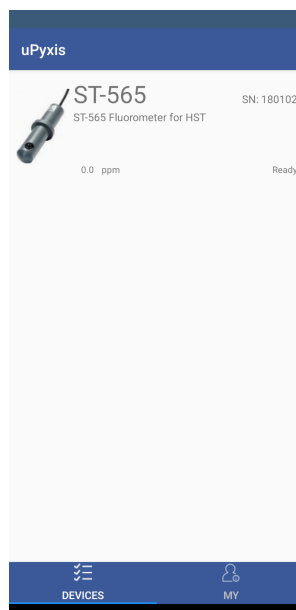 uPyxis
ST-565
SN: 180102
ST-565 Fluorometer for HST
0.0 ppm
Ready
DEVICES
MY